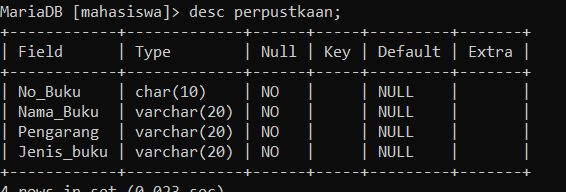 MariaDB [mahasiswa]> desc perpustkaan;
+------------+-------------+------+-----+---------+-------+
| Field      | Type        | Null | Key | Default | Extra |
+------------+-------------+------+-----+---------+-------+
| No_Buku    | char(10)    | NO   |     | NULL    |       |
| Nama_Buku  | varchar(20) | NO   |     | NULL    |       |
| Pengarang  | varchar(20) | NO   |     | NULL    |       |
| Jenis_buku | varchar(20) | NO   |     | NULL    |       |
+------------+-------------+------+-----+---------+-------+
4 rows in set (0.023 sec)